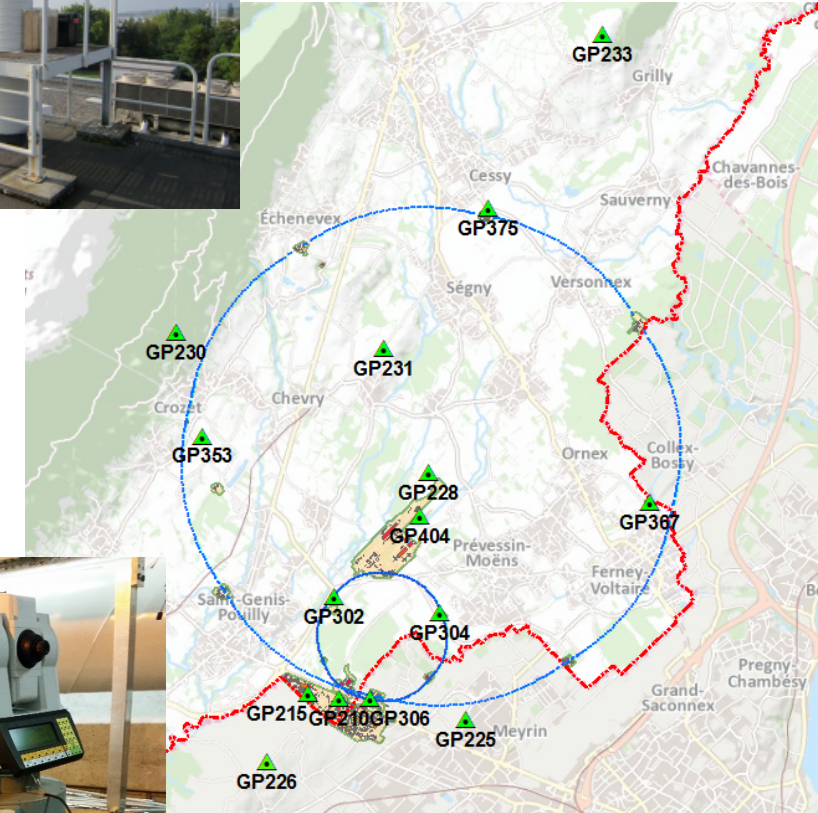 GP233
Grilly
Chavannes-
des-Bois
Cessy
Sauverny
Échenevex
GP375
Ségny
Versonnex
GP230
GP231
Crozet
Chevry
GP353
Ornex
Collex-
Bossy
GP228
GP367
GP404
Prévessin-
Moëns
Ferney-
Voltaire
Saint-Genis-
Pouilly
GP302
GP304
Pregny-
Chambésy
Grand-
Saconnex
GP215
GP210
GP306
GP225
Meyrin
GP226